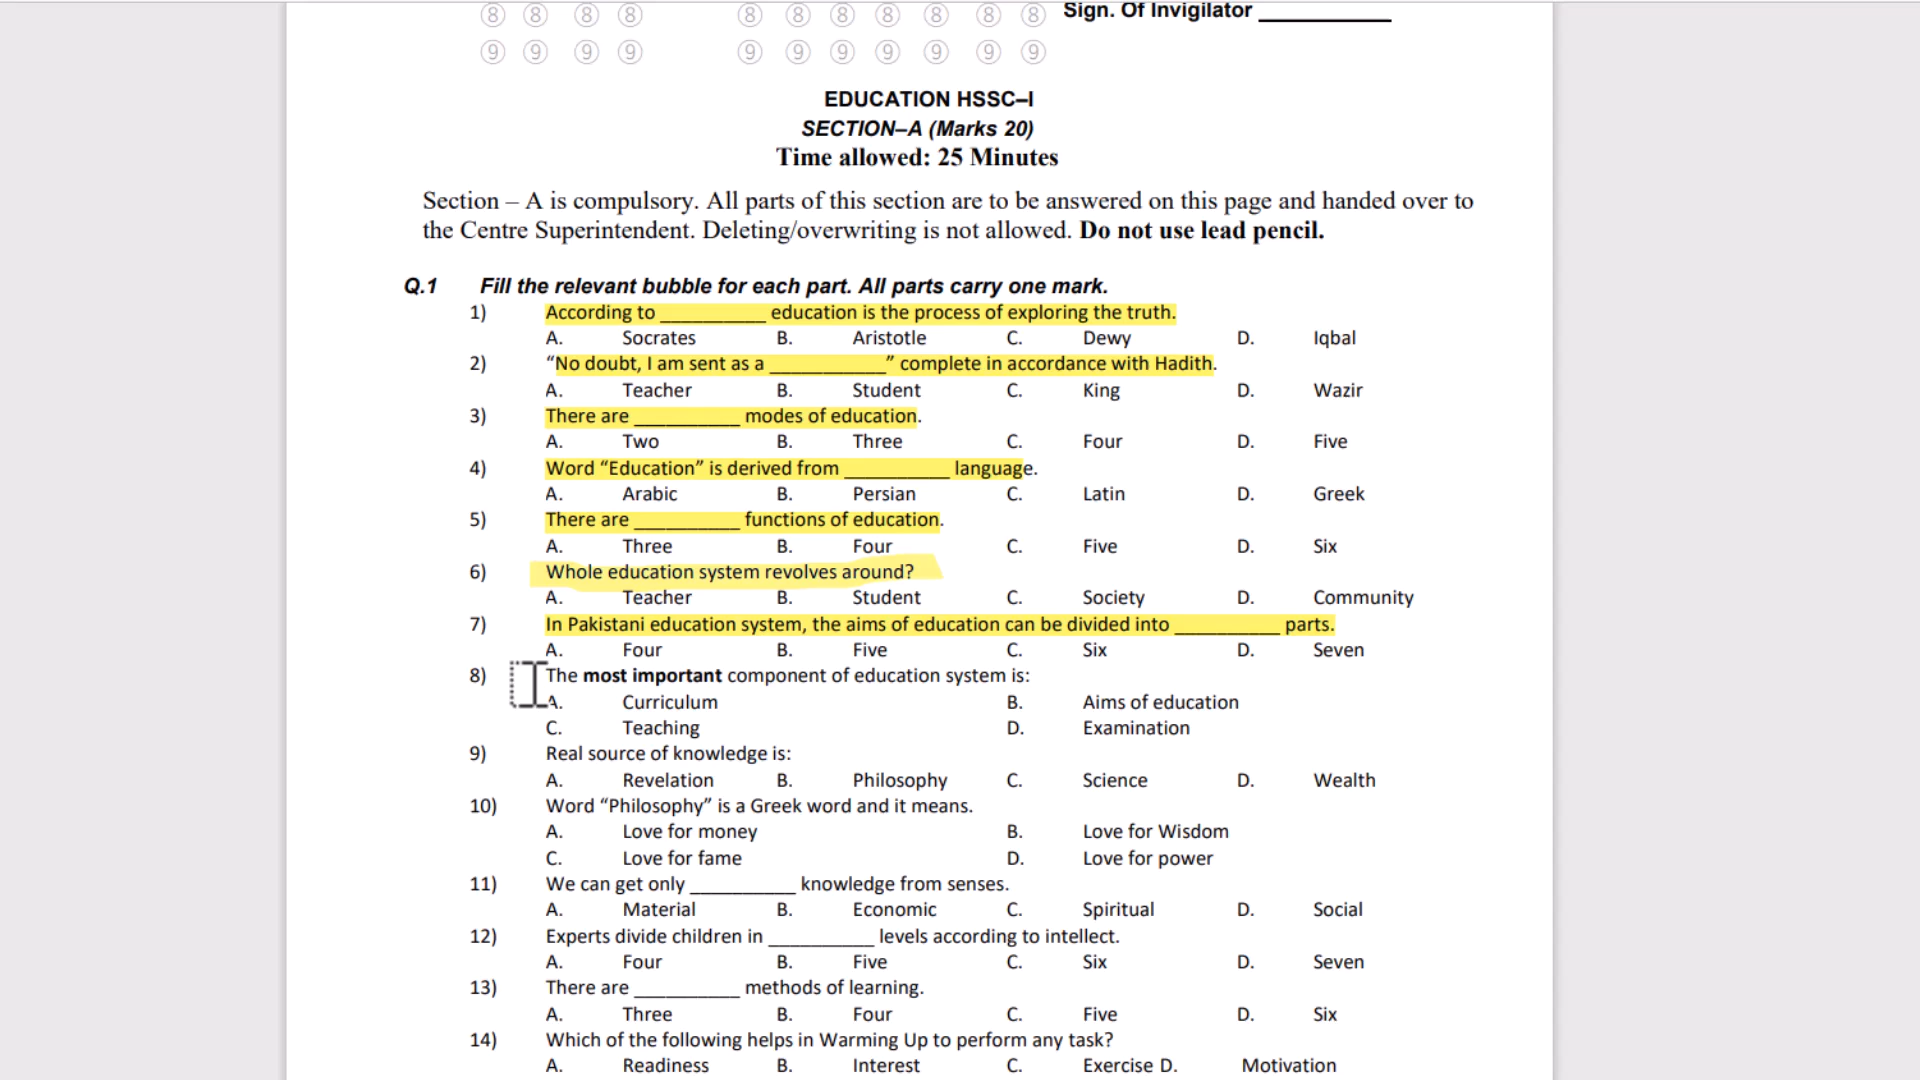 ⑧ ⑧ ⑧ ⑧ ⑧ ⑧ ⑧ ⑧ ⑧ ⑧ ⑧ Sign. Of Invigilator ___________
⑨ ⑨ ⑨ ⑨ ⑨ ⑨ ⑨ ⑨ ⑨ ⑨ ⑨
EDUCATION HSSC–I
SECTION–A (Marks 20)
Time allowed: 25 Minutes
Section – A is compulsory. All parts of this section are to be answered on this page and handed over to
the Centre Superintendent. Deleting/overwriting is not allowed. Do not use lead pencil.
Q.1 Fill the relevant bubble for each part. All parts carry one mark.
1) According to __________ education is the process of exploring the truth.
A. Socrates B. Aristotle C. Dewy D. Iqbal
2) “No doubt, I am sent as a ___________” complete in accordance with Hadith.
A. Teacher B. Student C. King D. Wazir
3) There are __________ modes of education.
A. Two B. Three C. Four D. Five
4) Word “Education” is derived from __________ language.
A. Arabic B. Persian C. Latin D. Greek
5) There are __________ functions of education.
A. Three B. Four C. Five D. Six
6) Whole education system revolves around?
A. Teacher B. Student C. Society D. Community
7) In Pakistani education system, the aims of education can be divided into __________ parts.
A. Four B. Five C. Six D. Seven
8) The most important component of education system is:
A. Curriculum B. Aims of education
C. Teaching D. Examination
9) Real source of knowledge is:
A. Revelation B. Philosophy C. Science D. Wealth
10) Word “Philosophy” is a Greek word and it means.
A. Love for money B. Love for Wisdom
C. Love for fame D. Love for power
11) We can get only __________ knowledge from senses.
A. Material B. Economic C. Spiritual D. Social
12) Experts divide children in __________ levels according to intellect.
A. Four B. Five C. Six D. Seven
13) There are __________ methods of learning.
A. Three B. Four C. Five D. Six
14) Which of the following helps in Warming Up to perform any task?
A. Readiness B. Interest C. Exercise D. Motivation